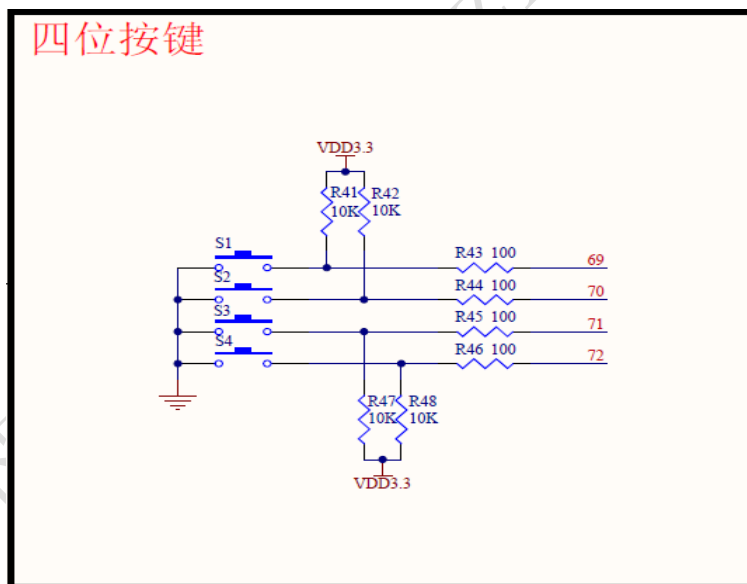 四位按键
VDD3.3
R41 R42
10K 10K
S1
R43 100 69
S2
R44 100 70
S3
R45 100 71
S4
R46 100 72
R47 R48
10K 10K
VDD3.3